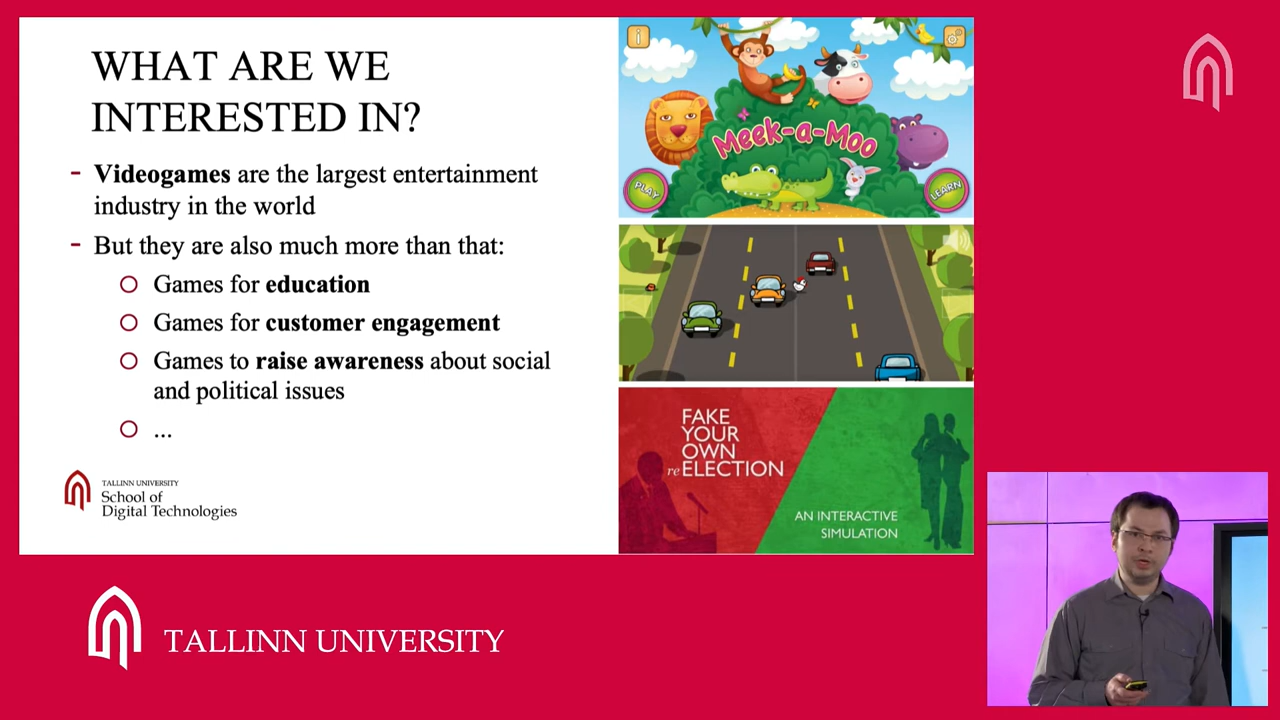 WHAT ARE WE
INTERESTED IN?
- Videogames are the largest entertainment
industry in the world
- But they are also much more than that:
Games for education
Games for customer engagement
Games to raise awareness about social
and political issues
...
TALLINN UNIVERSITY
School of
Digital Technologies
i
Meek-a-Moo
PLAY
LEARN
FAKE
YOUR
OWN
reELECTION
AN INTERACTIVE
SIMULATION
TALLINN UNIVERSITY